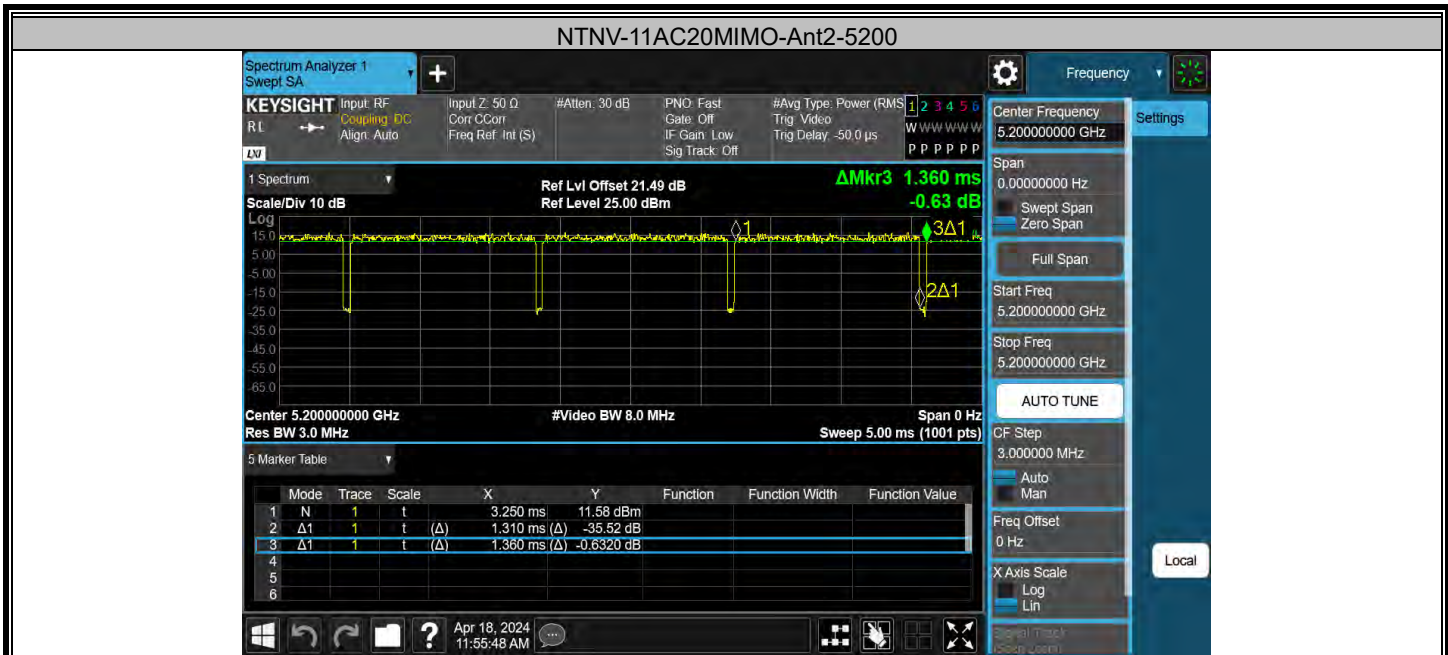 NTNV-11AC20MIMO-Ant2-5200
Spectrum Analyzer 1
Swept SA
+
Frequency
KEYSIGHT
RL
LXI
Input: RF
Coupling: DC
Align: Auto
Input Z: 50 Ω
Corr CCorr
Freq Ref: Int (S)
#Atten: 30 dB
PNO: Fast
Gate: Off
IF Gain: Low
Sig Track: Off
#Avg Type: Power (RMS
Trig: Video
Trig Delay: -50.0 µs
1 2 3 4 5 6
W W W W W W
P P P P P P
Center Frequency
5.200000000 GHz
Settings
1 Spectrum
Scale/Div 10 dB
Ref Lvl Offset 21.49 dB
Ref Level 25.00 dBm
ΔMkr3 1.360 ms
-0.63 dB
Log
15.0
5.00
-5.00
-15.0
-25.0
-35.0
-45.0
-55.0
-65.0
1
3Δ1
2Δ1
Center 5.200000000 GHz
Res BW 3.0 MHz
#Video BW 8.0 MHz
Span 0 Hz
Sweep 5.00 ms (1001 pts)
Span
0.00000000 Hz
Swept Span
Zero Span
Full Span
Start Freq
5.200000000 GHz
Stop Freq
5.200000000 GHz
AUTO TUNE
CF Step
3.000000 MHz
Auto
Man
Freq Offset
0 Hz
X Axis Scale
Log
Lin
Signal Track
(Span Zoom)
Local
5 Marker Table
Mode Trace Scale X Y Function Function Width Function Value
1 N 1 t 3.250 ms 11.58 dBm
2 Δ1 1 t (Δ) 1.310 ms (Δ) -35.52 dB
3 Δ1 1 t (Δ) 1.360 ms (Δ) -0.6320 dB
4
5
6
?
Apr 18, 2024
11:55:48 AM